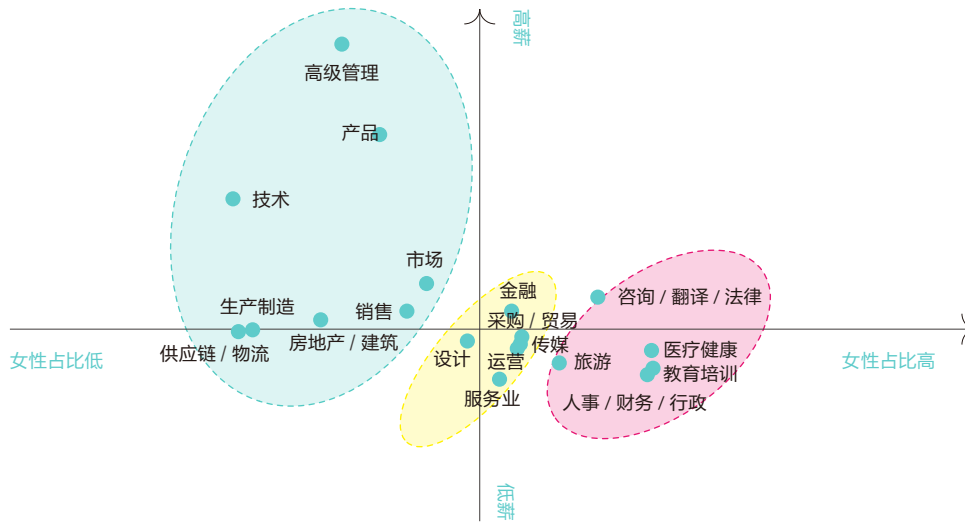 高薪
高级管理
产品
技术
市场
金融
咨询 / 翻译 / 法律
生产制造
销售
采购 / 贸易
房地产 / 建筑
供应链 / 物流
设计
传媒
运营
旅游
医疗健康
女性占比低
女性占比高
教育培训
服务业
人事 / 财务 / 行政
低薪